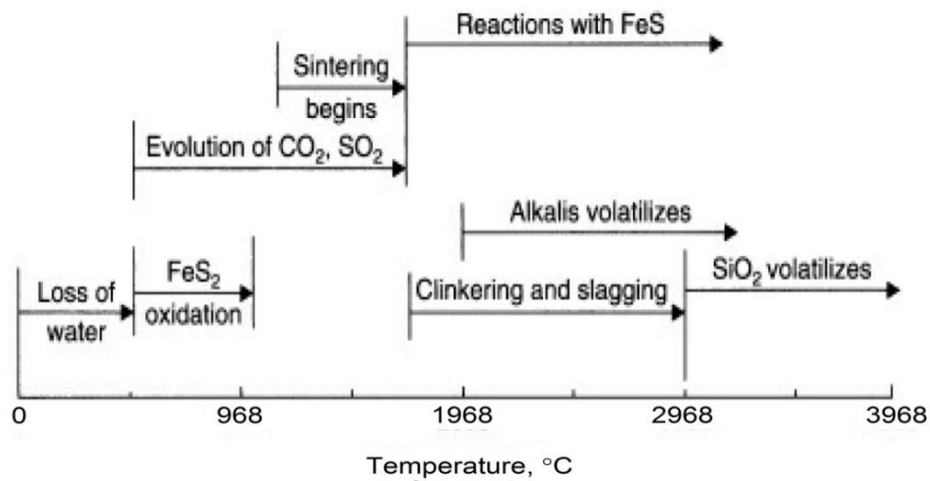 Reactions with FeS
Sintering
begins
Evolution of CO₂, SO₂
Alkalis volatilizes
FeS₂
oxidation
SiO₂ volatilizes
Loss of
water
Clinkering and slagging
0 968 1968 2968 3968
Temperature, °C